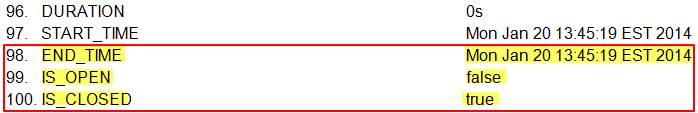 96. DURATION 0s
97. START_TIME Mon Jan 20 13:45:19 EST 2014
98. END_TIME Mon Jan 20 13:45:19 EST 2014
99. IS_OPEN false
100. IS_CLOSED true